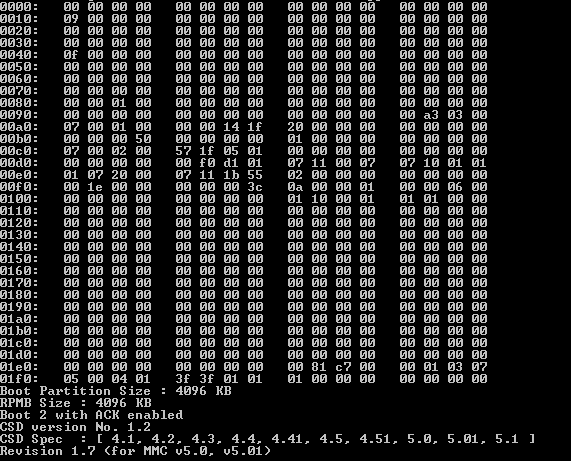 0000: 00 00 00 00 00 00 00 00 00 00 00 00 00 00 00 00
0010: 09 00 00 00 00 00 00 00 00 00 00 00 00 00 00 00
0020: 00 00 00 00 00 00 00 00 00 00 00 00 00 00 00 00
0030: 00 00 00 00 00 00 00 00 00 00 00 00 00 00 00 00
0040: 0f 00 00 00 00 00 00 00 00 00 00 00 00 00 00 00
0050: 00 00 00 00 00 00 00 00 00 00 00 00 00 00 00 00
0060: 00 00 00 00 00 00 00 00 00 00 00 00 00 00 00 00
0070: 00 00 00 00 00 00 00 00 00 00 00 00 00 00 00 00
0080: 00 00 01 00 00 00 00 00 00 00 00 00 00 00 00 00
0090: 00 00 00 00 00 00 00 00 00 00 00 00 00 a3 03 00
00a0: 07 00 01 00 00 00 14 1f 20 00 00 00 00 00 00 00
00b0: 00 00 00 50 00 00 00 00 01 00 00 00 00 00 00 00
00c0: 07 00 02 00 57 1f 05 01 00 00 00 00 00 00 00 00
00d0: 00 00 00 00 00 f0 d1 01 07 11 00 07 07 10 01 01
00e0: 01 07 20 00 07 11 1b 55 02 00 00 00 00 00 00 00
00f0: 00 1e 00 00 00 00 00 3c 0a 00 00 01 00 00 06 00
0100: 00 00 00 00 00 00 00 00 01 10 00 01 01 01 00 00
0110: 00 00 00 00 00 00 00 00 00 00 00 00 00 00 00 00
0120: 00 00 00 00 00 00 00 00 00 00 00 00 00 00 00 00
0130: 00 00 00 00 00 00 00 00 00 00 00 00 00 00 00 00
0140: 00 00 00 00 00 00 00 00 00 00 00 00 00 00 00 00
0150: 00 00 00 00 00 00 00 00 00 00 00 00 00 00 00 00
0160: 00 00 00 00 00 00 00 00 00 00 00 00 00 00 00 00
0170: 00 00 00 00 00 00 00 00 00 00 00 00 00 00 00 00
0180: 00 00 00 00 00 00 00 00 00 00 00 00 00 00 00 00
0190: 00 00 00 00 00 00 00 00 00 00 00 00 00 00 00 00
01a0: 00 00 00 00 00 00 00 00 00 00 00 00 00 00 00 00
01b0: 00 00 00 00 00 00 00 00 00 00 00 00 00 00 00 00
01c0: 00 00 00 00 00 00 00 00 00 00 00 00 00 00 00 00
01d0: 00 00 00 00 00 00 00 00 00 00 00 00 00 00 00 00
01e0: 00 00 00 00 00 00 00 00 00 81 c7 00 00 01 03 07
01f0: 05 00 04 01 3f 3f 01 01 01 00 00 00 00 00 00 00
Boot Partition Size : 4096 KB
RPMB Size : 4096 KB
Boot 2 with ACK enabled
CSD version No. 1.2
CSD Spec : [ 4.1, 4.2, 4.3, 4.4, 4.41, 4.5, 4.51, 5.0, 5.01, 5.1 ]
Revision 1.7 (for MMC v5.0, v5.01)